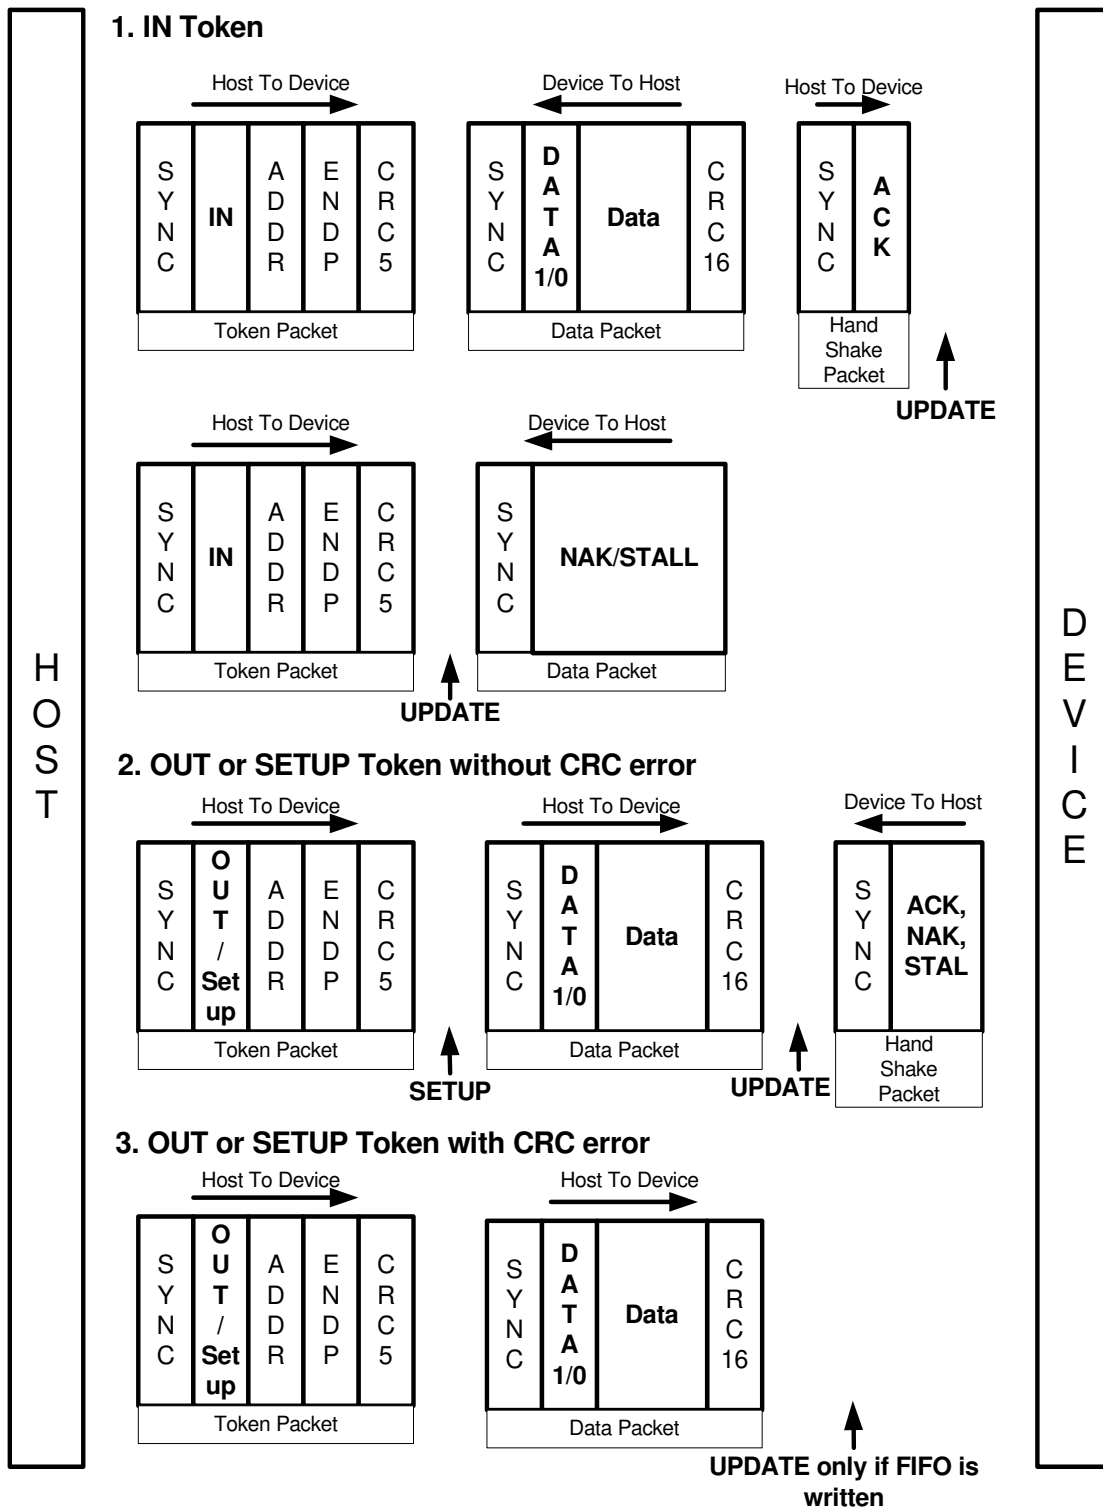 1. IN Token
Host To Device
Device To Host
Host To Device
SYNC
IN
ADDR
ENDP
CRC5
SYNC
DATA1/0
Data
CRC16
SYNC
ACK
Token Packet
Data Packet
Hand
Shake
Packet
UPDATE
Host To Device
Device To Host
SYNC
IN
ADDR
ENDP
CRC5
SYNC
NAK/STALL
Token Packet
Data Packet
UPDATE
HOST
DEVICE
2. OUT or SETUP Token without CRC error
Host To Device
Host To Device
Device To Host
SYNC
OUT/Setup
ADDR
ENDP
CRC5
SYNC
DATA1/0
Data
CRC16
SYNC
ACK,
NAK,
STAL
Token Packet
Data Packet
Hand
Shake
Packet
SETUP
UPDATE
3. OUT or SETUP Token with CRC error
Host To Device
Host To Device
SYNC
OUT/Setup
ADDR
ENDP
CRC5
SYNC
DATA1/0
Data
CRC16
Token Packet
Data Packet
UPDATE only if FIFO is
written